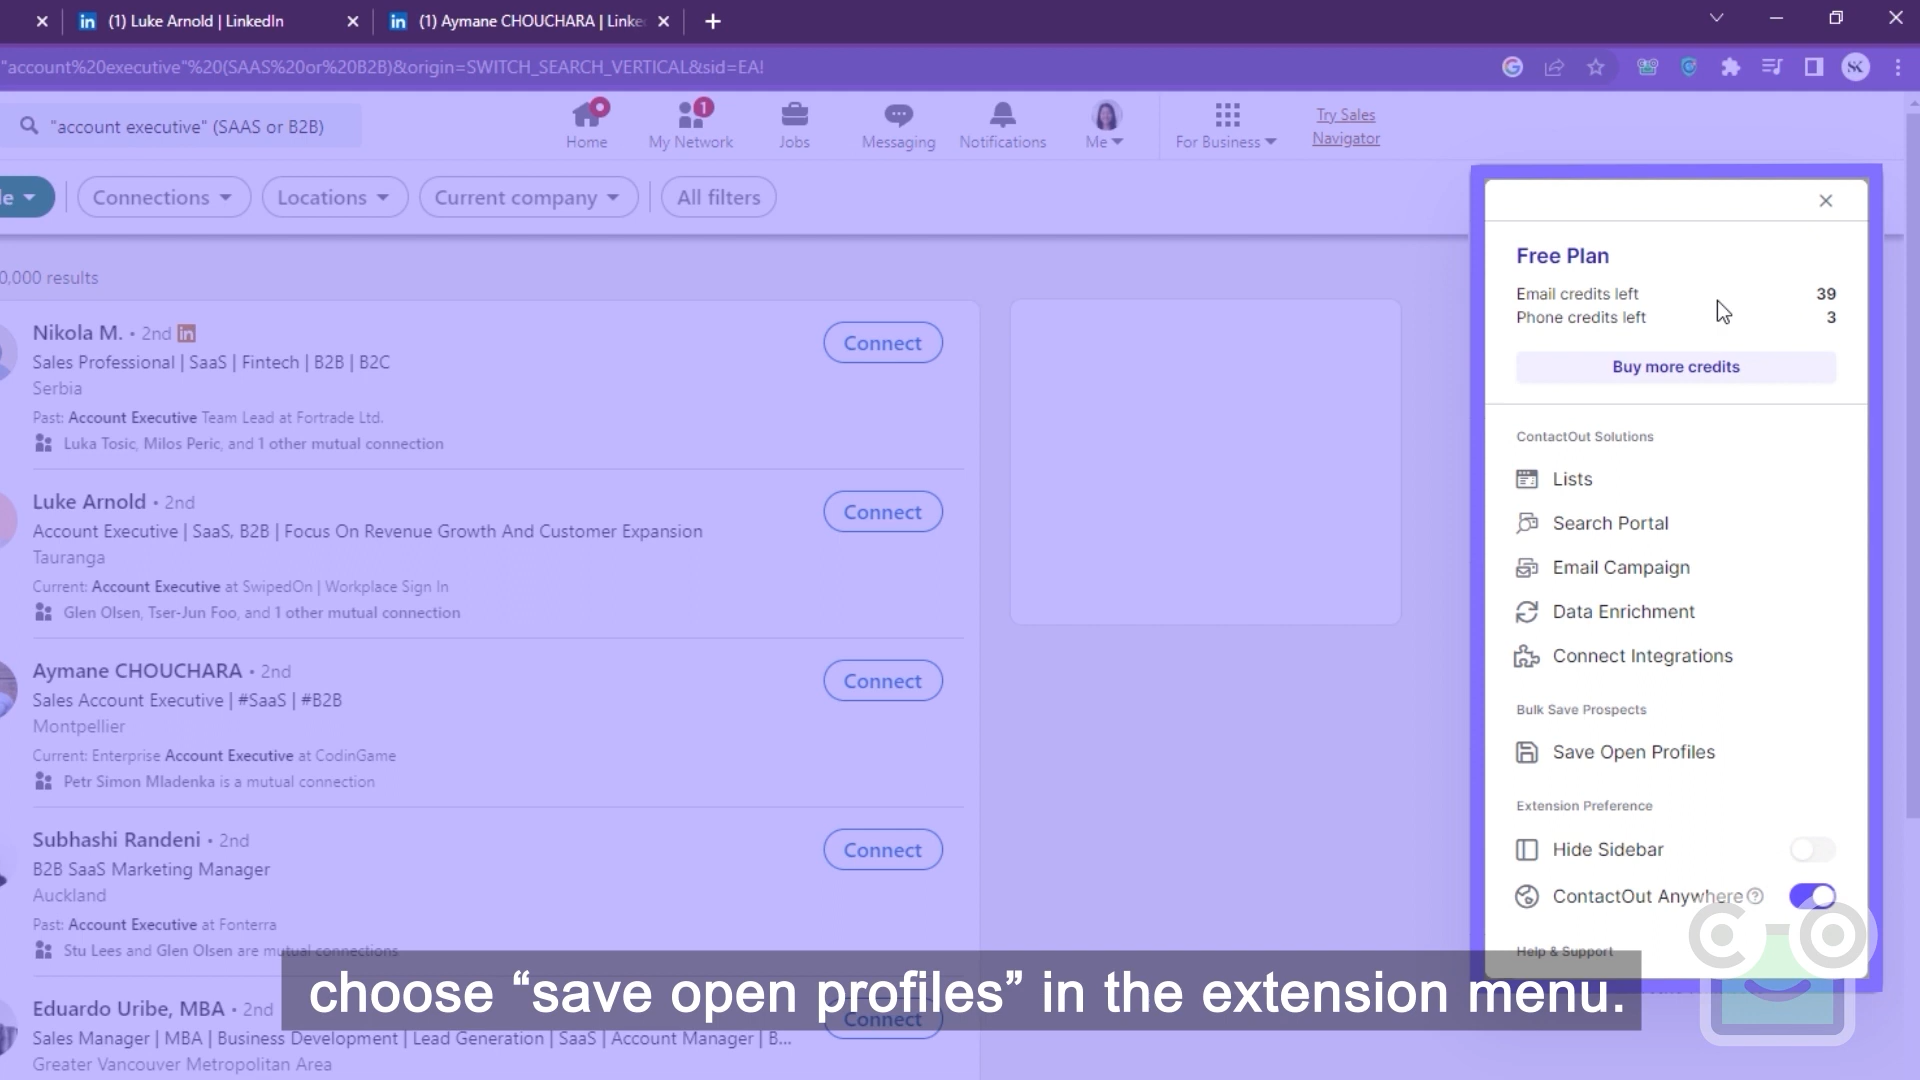 (1) Luke Arnold | LinkedIn
(1) Aymane CHOUCHARA | Linke
"account%20executive"%20(SAAS%20or%20B2B)&origin=SWITCH_SEARCH_VERTICAL&sid=EA!
SK
"account executive" (SAAS or B2B)
1
Home
My Network
Jobs
Messaging
Notifications
Me
For Business
Try Sales
Navigator
le
Connections
Locations
Current company
All filters
0,000 results
Nikola M. • 2nd in
Connect
Sales Professional | SaaS | Fintech | B2B | B2C
Serbia
Past: Account Executive Team Lead at Fortrade Ltd.
Luka Tosic, Milos Peric, and 1 other mutual connection
Luke Arnold • 2nd
Connect
Account Executive | SaaS, B2B | Focus On Revenue Growth And Customer Expansion
Tauranga
Current: Account Executive at SwipedOn | Workplace Sign In
Glen Olsen, Tser-Jun Foo, and 1 other mutual connection
Aymane CHOUCHARA • 2nd
Connect
Sales Account Executive | #SaaS | #B2B
Montpellier
Current: Enterprise Account Executive at CodinGame
Petr Simon Mladenka is a mutual connection
Subhashi Randeni • 2nd
Connect
B2B SaaS Marketing Manager
Auckland
Past: Account Executive at Fonterra
Stu Lees and Glen Olsen are mutual connections
Eduardo Uribe, MBA • 2nd
Connect
Sales Manager | MBA | Business Development | Lead Generation | SaaS | Account Manager | B...
Greater Vancouver Metropolitan Area
Free Plan
Email credits left 39
Phone credits left 3
Buy more credits
ContactOut Solutions
Lists
Search Portal
Email Campaign
Data Enrichment
Connect Integrations
Bulk Save Prospects
Save Open Profiles
Extension Preference
Hide Sidebar
ContactOut Anywhere
Help & Support
choose “save open profiles” in the extension menu.